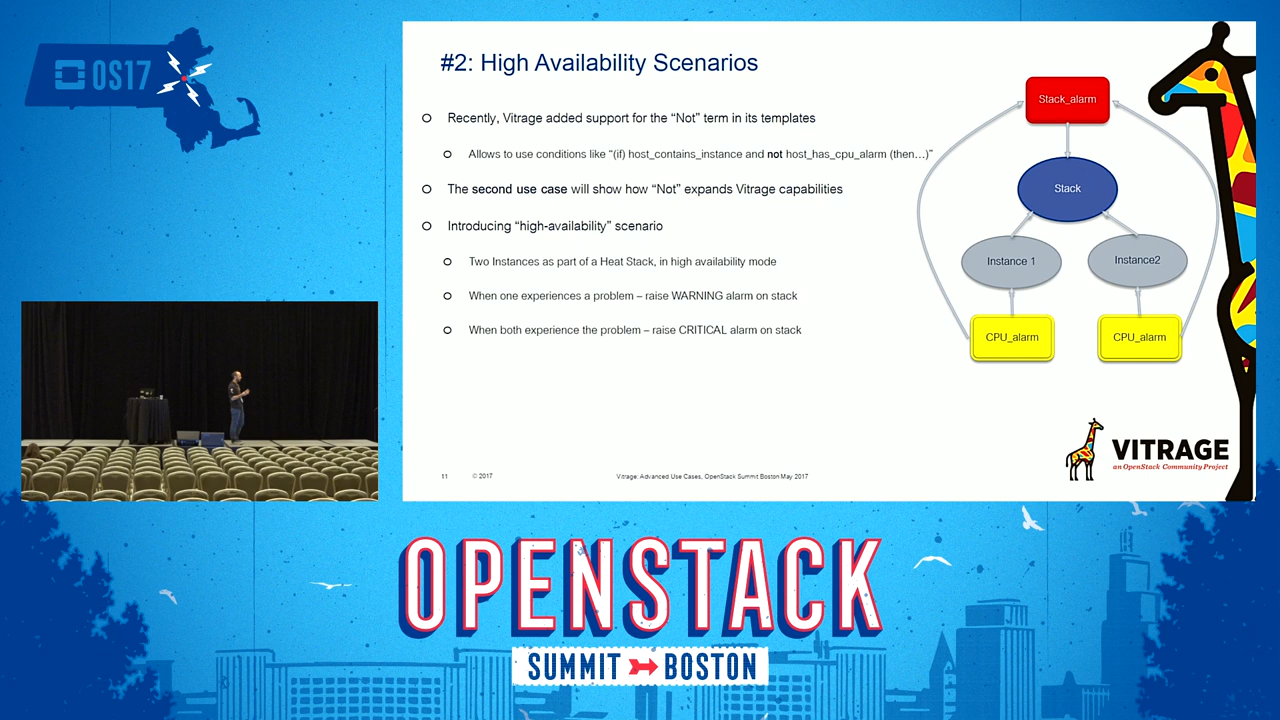 OS17
#2: High Availability Scenarios
Recently, Vitrage added support for the “Not” term in its templates
Allows to use conditions like “(if) host_contains_instance and not host_has_cpu_alarm (then…)”
The second use case will show how “Not” expands Vitrage capabilities
Introducing “high-availability” scenario
Two Instances as part of a Heat Stack, in high availability mode
When one experiences a problem – raise WARNING alarm on stack
When both experience the problem – raise CRITICAL alarm on stack
Stack_alarm
Stack
Instance 1
Instance2
CPU_alarm
CPU_alarm
VITRAGE
an OpenStack Community Project
11
© 2017
Vitrage: Advanced Use Cases, OpenStack Summit Boston May 2017
OPENSTACK
SUMMIT BOSTON